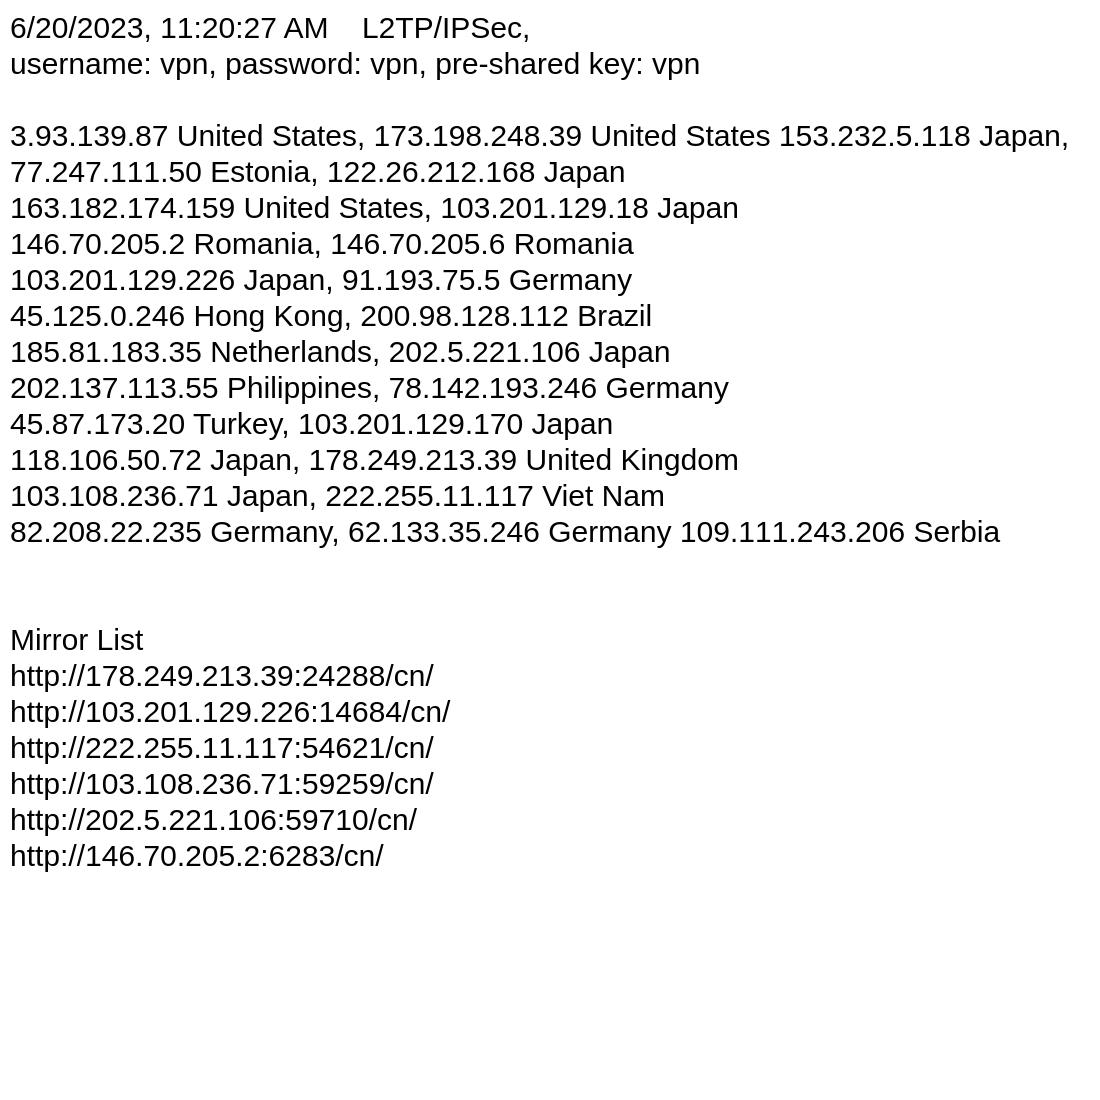 6/20/2023, 11:20:27 AM    L2TP/IPSec,
username: vpn, password: vpn, pre-shared key: vpn
3.93.139.87 United States, 173.198.248.39 United States 153.232.5.118 Japan,
77.247.111.50 Estonia, 122.26.212.168 Japan
163.182.174.159 United States, 103.201.129.18 Japan
146.70.205.2 Romania, 146.70.205.6 Romania
103.201.129.226 Japan, 91.193.75.5 Germany
45.125.0.246 Hong Kong, 200.98.128.112 Brazil
185.81.183.35 Netherlands, 202.5.221.106 Japan
202.137.113.55 Philippines, 78.142.193.246 Germany
45.87.173.20 Turkey, 103.201.129.170 Japan
118.106.50.72 Japan, 178.249.213.39 United Kingdom
103.108.236.71 Japan, 222.255.11.117 Viet Nam
82.208.22.235 Germany, 62.133.35.246 Germany 109.111.243.206 Serbia
Mirror List
http://178.249.213.39:24288/cn/
http://103.201.129.226:14684/cn/
http://222.255.11.117:54621/cn/
http://103.108.236.71:59259/cn/
http://202.5.221.106:59710/cn/
http://146.70.205.2:6283/cn/